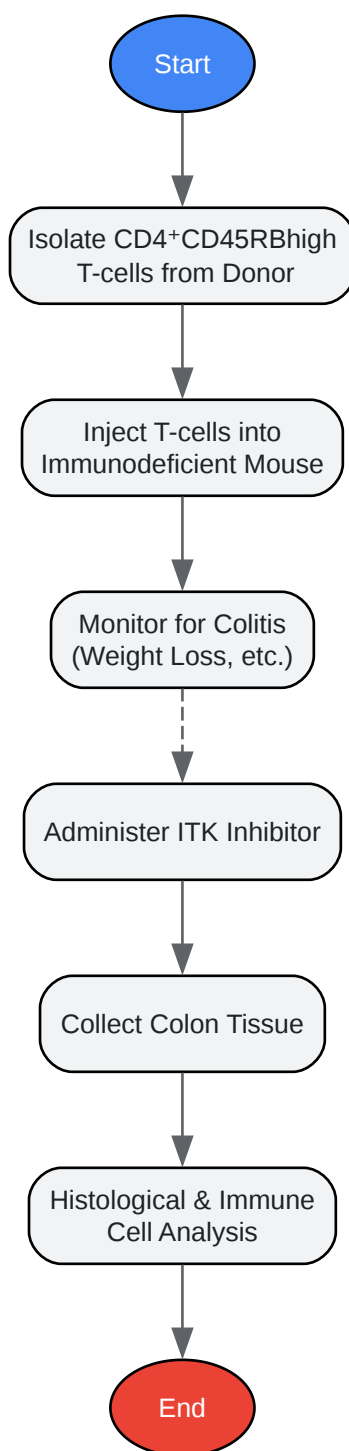 Start
Isolate CD4⁺CD45RBhigh
T-cells from Donor
Inject T-cells into
Immunodeficient Mouse
Monitor for Colitis
(Weight Loss, etc.)
Administer ITK Inhibitor
Collect Colon Tissue
Histological & Immune
Cell Analysis
End